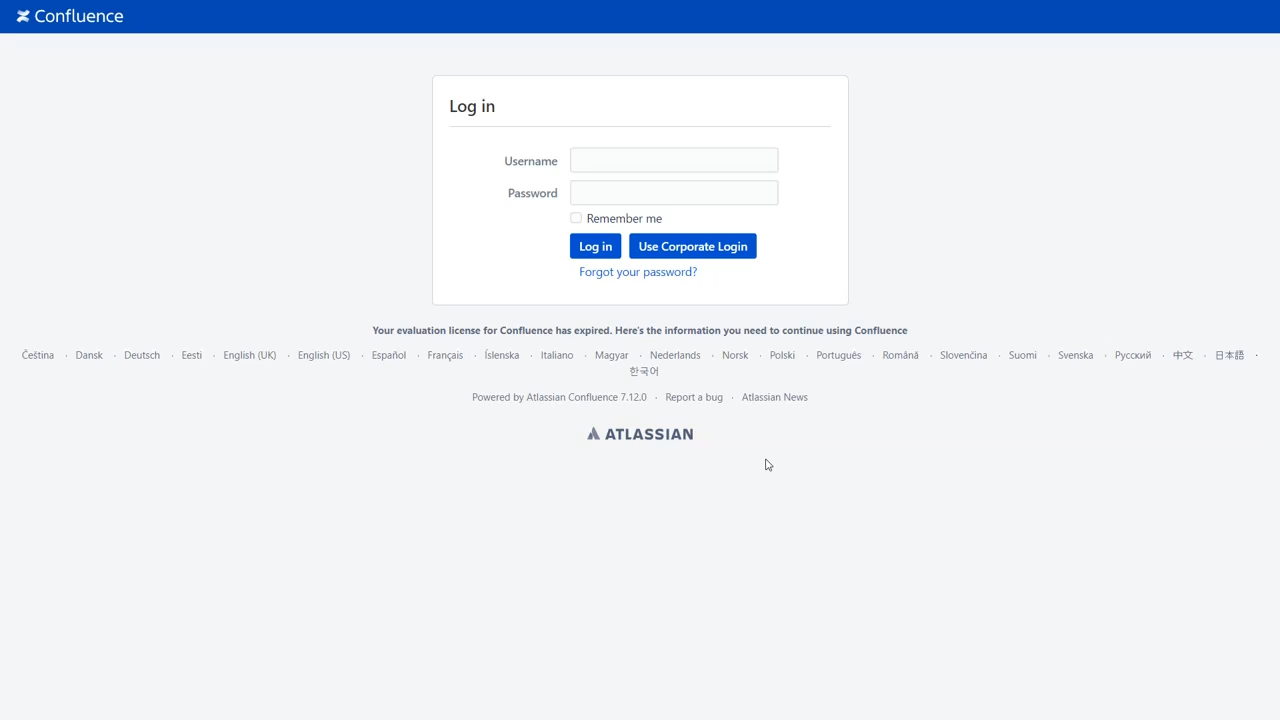 Confluence
Log in
Username
Password
Remember me
Log in Use Corporate Login
Forgot your password?
Your evaluation license for Confluence has expired. Here's the information you need to continue using Confluence
Čeština · Dansk · Deutsch · Eesti · English (UK) · English (US) · Español · Français · Íslenska · Italiano · Magyar · Nederlands · Norsk · Polski · Português · Română · Slovenčina · Suomi · Svenska · Русский · 中文 · 日本語 ·
한국어
Powered by Atlassian Confluence 7.12.0 · Report a bug · Atlassian News
ATLASSIAN